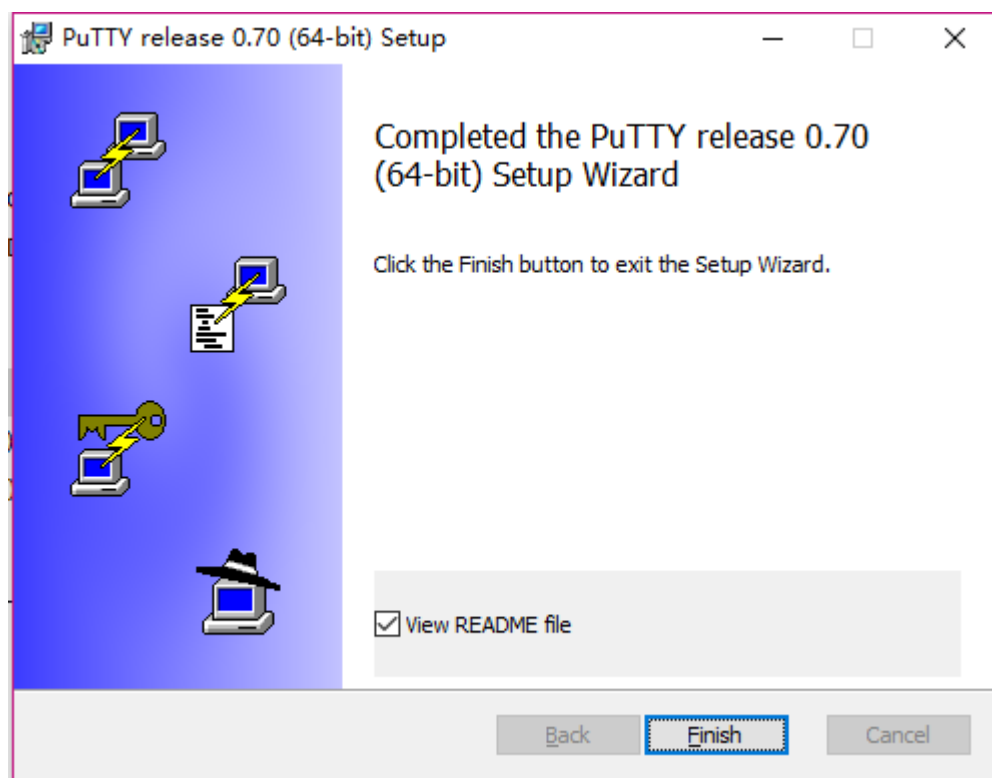 PuTTY release 0.70 (64-bit) Setup
Completed the PuTTY release 0.70
(64-bit) Setup Wizard
Click the Finish button to exit the Setup Wizard.
View README file
Back
Finish
Cancel